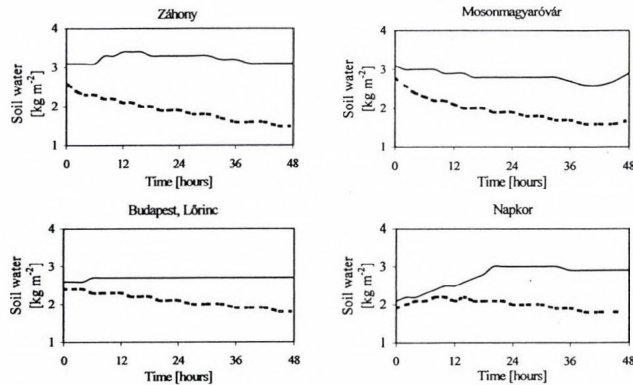 Záhony
Soil water
[kg m⁻²]
4
3
2
1
0 12 24 36 48
Time [hours]
Mosonmagyaróvár
Soil water
[kg m⁻²]
4
3
2
1
0 12 24 36 48
Time [hours]
Budapest, Lőrinc
Soil water
[kg m⁻²]
4
3
2
1
0 12 24 36 48
Time [hours]
Napkor
Soil water
[kg m⁻²]
4
3
2
1
0 12 24 36 48
Time [hours]